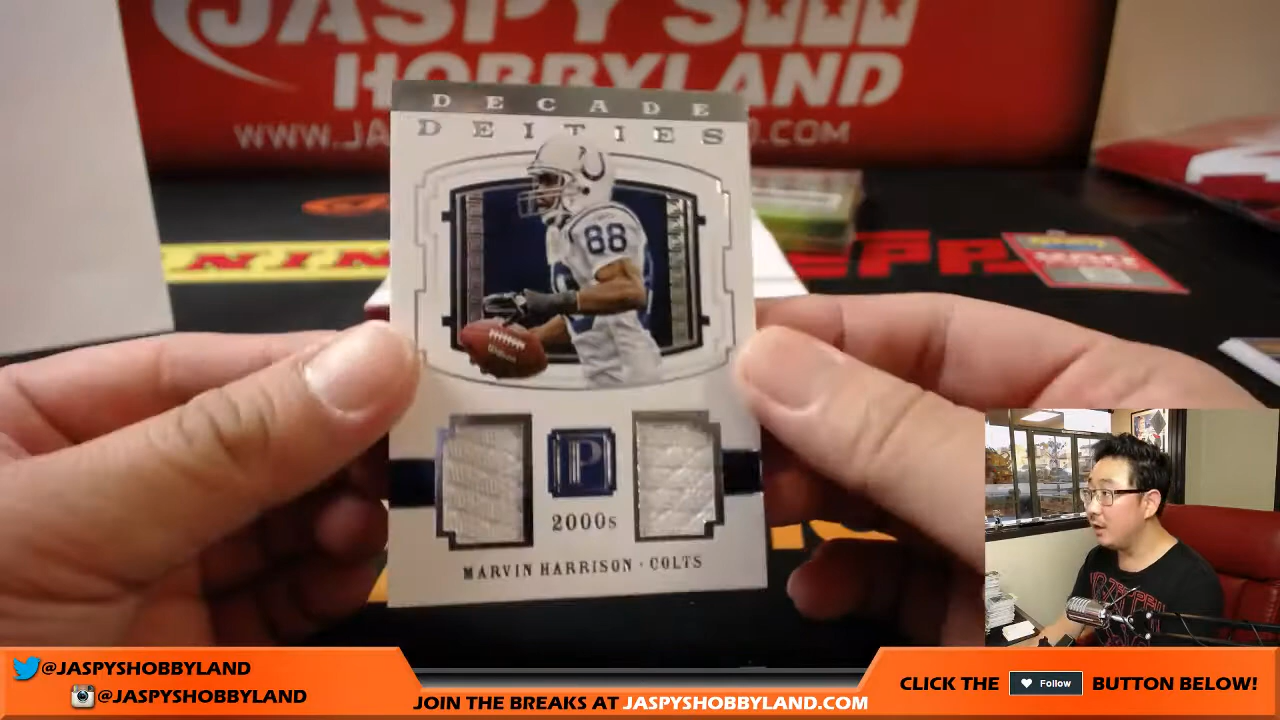 JASPY'S
HOBBYLAND
DECADE
DEITIES
88
P
2000s
MARVIN HARRISON · COLTS
@JASPYSHOBBYLAND
@JASPYSHOBBYLAND
JOIN THE BREAKS AT JASPYSHOBBYLAND.COM
CLICK THE Follow BUTTON BELOW!